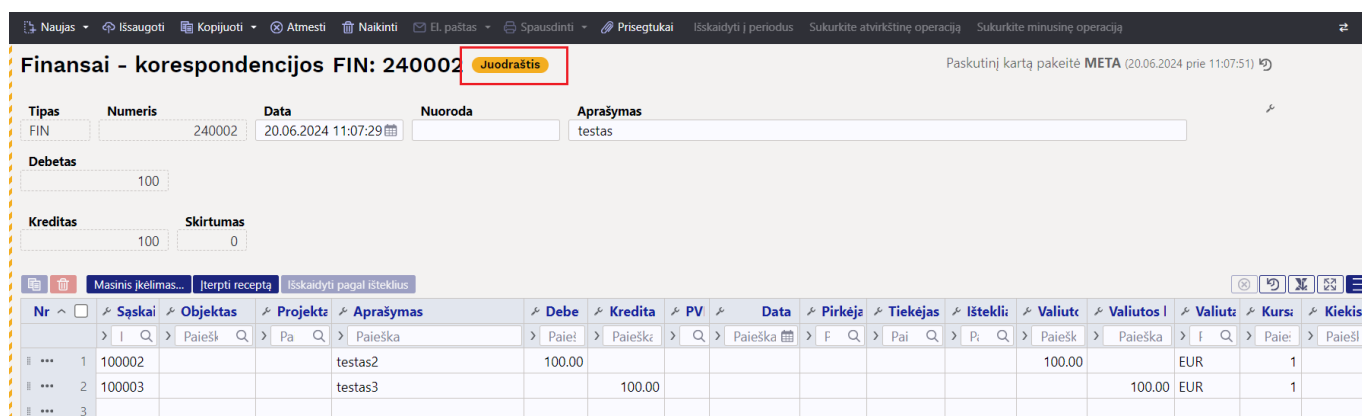 Naujas Išsaugoti Kopijuoti Atmesti Naikinti El. paštas Spausdinti Prisegtukai Išskaidyti į periodus Sukurkite atvirkštinę operaciją Sukurkite minusinę operaciją
Finansai - korespondencijos FIN: 240002 Juodraštis Paskutinį kartą pakeitė META (20.06.2024 prie 11:07:51)
Tipas Numeris Data Nuoroda Aprašymas
FIN 240002 20.06.2024 11:07:29 testas
Debetas
100
Kreditas Skirtumas
100 0
Masinis įkėlimas... Įterpti receptą Išskaidyti pagal išteklius
Nr Sąskai Objektas Projekta Aprašymas Debe Kredita PVI Data Pirkėja Tiekėjas Ištekliai Valiuto Valiutos l Valiuta Kursa Kiekis
Paiešk Pa Paieška Paieš Paieška Paieška P Pai P Paiešk Paieška Paie Paiešl
1 100002 testas2 100.00 100.00 EUR 1
2 100003 testas3 100.00 100.00 EUR 1
3